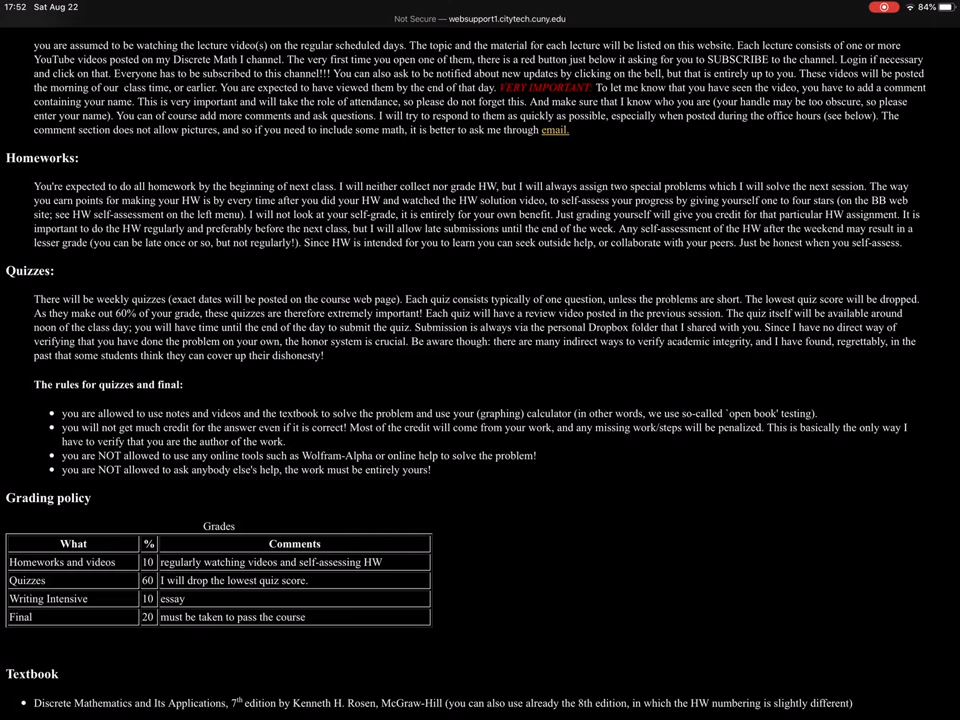 17:52 Sat Aug 22
84%
Not Secure — websupport1.citytech.cuny.edu
you are assumed to be watching the lecture video(s) on the regular scheduled days. The topic and the material for each lecture will be listed on this website. Each lecture consists of one or more
YouTube videos posted on my Discrete Math I channel. The very first time you open one of them, there is a red button just below it asking for you to SUBSCRIBE to the channel. Login if necessary
and click on that. Everyone has to be subscribed to this channel!!! You can also ask to be notified about new updates by clicking on the bell, but that is entirely up to you. These videos will be posted
the morning of our class time, or earlier. You are expected to have viewed them by the end of that day. VERY IMPORTANT: To let me know that you have seen the video, you have to add a comment
containing your name. This is very important and will take the role of attendance, so please do not forget this. And make sure that I know who you are (your handle may be too obscure, so please
enter your name). You can of course add more comments and ask questions. I will try to respond to them as quickly as possible, especially when posted during the office hours (see below). The
comment section does not allow pictures, and so if you need to include some math, it is better to ask me through email.
Homeworks:
You're expected to do all homework by the beginning of next class. I will neither collect nor grade HW, but I will always assign two special problems which I will solve the next session. The way
you earn points for making your HW is by every time after you did your HW and watched the HW solution video, to self-assess your progress by giving yourself one to four stars (on the BB web
site; see HW self-assessment on the left menu). I will not look at your self-grade, it is entirely for your own benefit. Just grading yourself will give you credit for that particular HW assignment. It is
important to do the HW regularly and preferably before the next class, but I will allow late submissions until the end of the week. Any self-assessment of the HW after the weekend may result in a
lesser grade (you can be late once or so, but not regularly!). Since HW is intended for you to learn you can seek outside help, or collaborate with your peers. Just be honest when you self-assess.
Quizzes:
There will be weekly quizzes (exact dates will be posted on the course web page). Each quiz consists typically of one question, unless the problems are short. The lowest quiz score will be dropped.
As they make out 60% of your grade, these quizzes are therefore extremely important! Each quiz will have a review video posted in the previous session. The quiz itself will be available around
noon of the class day; you will have time until the end of the day to submit the quiz. Submission is always via the personal Dropbox folder that I shared with you. Since I have no direct way of
verifying that you have done the problem on your own, the honor system is crucial. Be aware though: there are many indirect ways to verify academic integrity, and I have found, regrettably, in the
past that some students think they can cover up their dishonesty!
The rules for quizzes and final:
• you are allowed to use notes and videos and the textbook to solve the problem and use your (graphing) calculator (in other words, we use so-called `open book' testing).
• you will not get much credit for the answer even if it is correct! Most of the credit will come from your work, and any missing work/steps will be penalized. This is basically the only way I
have to verify that you are the author of the work.
• you are NOT allowed to use any online tools such as Wolfram-Alpha or online help to solve the problem!
• you are NOT allowed to ask anybody else's help, the work must be entirely yours!
Grading policy
Grades
What % Comments
Homeworks and videos 10 regularly watching videos and self-assessing HW
Quizzes 60 I will drop the lowest quiz score.
Writing Intensive 10 essay
Final 20 must be taken to pass the course
Textbook
• Discrete Mathematics and Its Applications, 7th edition by Kenneth H. Rosen, McGraw-Hill (you can also use already the 8th edition, in which the HW numbering is slightly different)